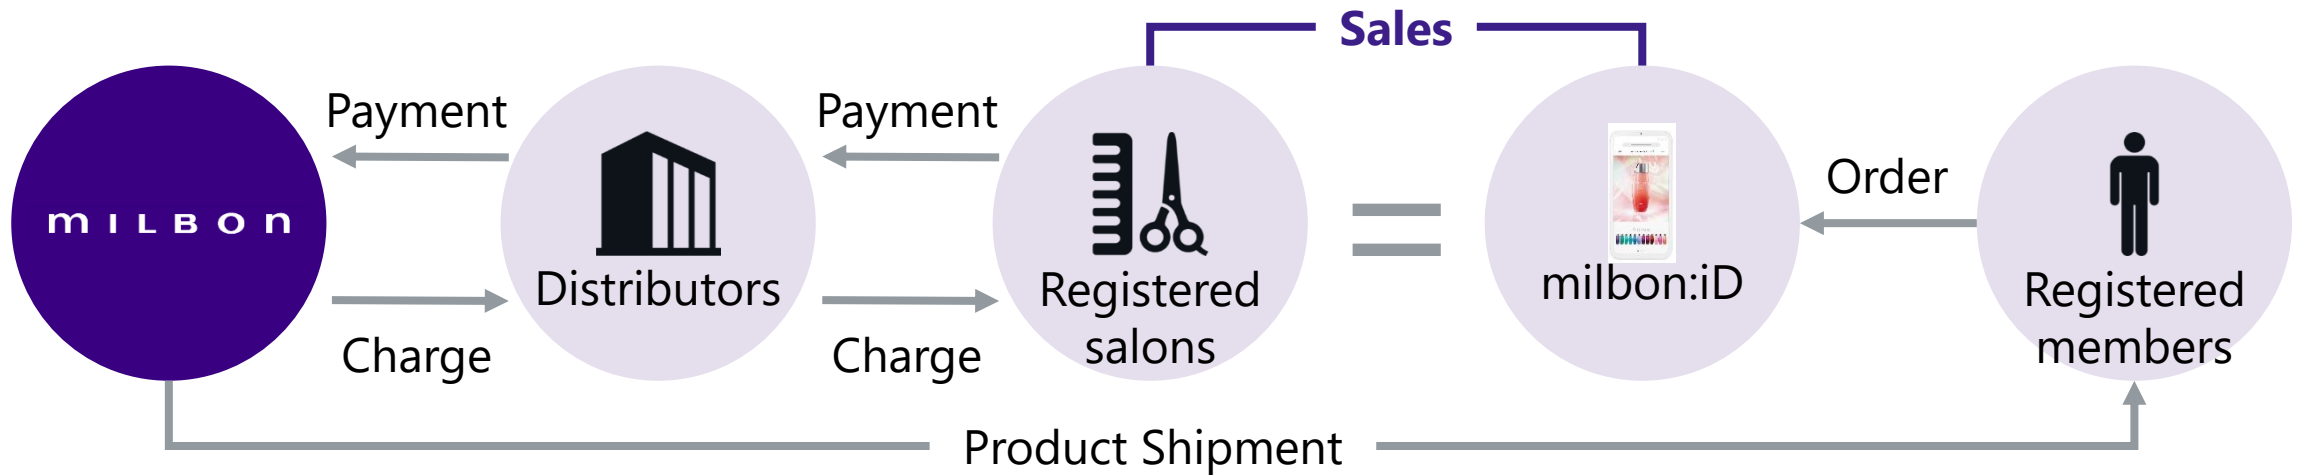 Sales
Payment
Payment
Order
MILBON
Distributors
Registered
salons
milbon:iD
Registered
members
Charge
Charge
Product Shipment